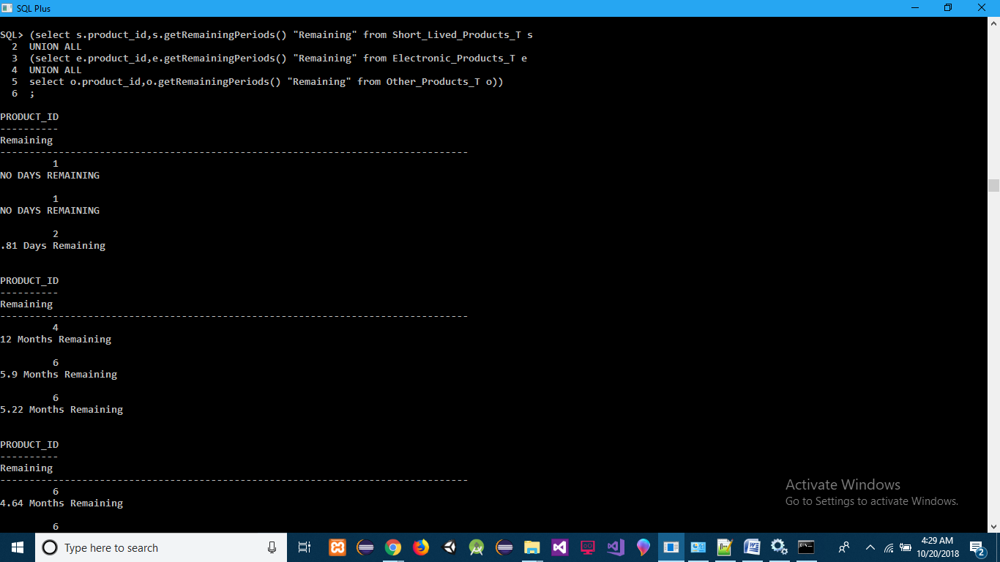 SQL Plus
SQL> (select s.product_id,s.getRemainingPeriods() "Remaining" from Short_Lived_Products_T s
2 UNION ALL
3 (select e.product_id,e.getRemainingPeriods() "Remaining" from Electronic_Products_T e
4 UNION ALL
5 select o.product_id,o.getRemainingPeriods() "Remaining" from Other_Products_T o))
6 ;
PRODUCT_ID
----------
Remaining
--------------------------------------------------------------------------------
1
NO DAYS REMAINING
1
NO DAYS REMAINING
2
.81 Days Remaining
PRODUCT_ID
----------
Remaining
--------------------------------------------------------------------------------
4
12 Months Remaining
6
5.9 Months Remaining
6
5.22 Months Remaining
PRODUCT_ID
----------
Remaining
--------------------------------------------------------------------------------
6
4.64 Months Remaining
6
Activate Windows
Go to Settings to activate Windows.
Type here to search
4:29 AM
10/20/2018
2